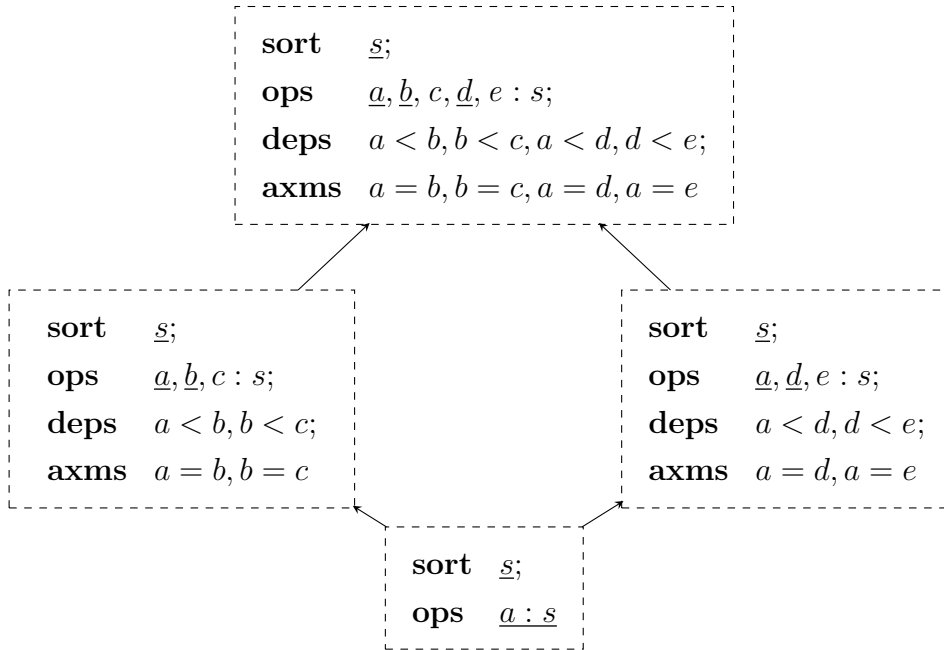 sort s;
ops a, b, c, d, e : s;
deps a < b, b < c, a < d, d < e;
axms a = b, b = c, a = d, a = e
sort s;
ops a, b, c : s;
deps a < b, b < c;
axms a = b, b = c
sort s;
ops a, d, e : s;
deps a < d, d < e;
axms a = d, a = e
sort s;
ops a : s